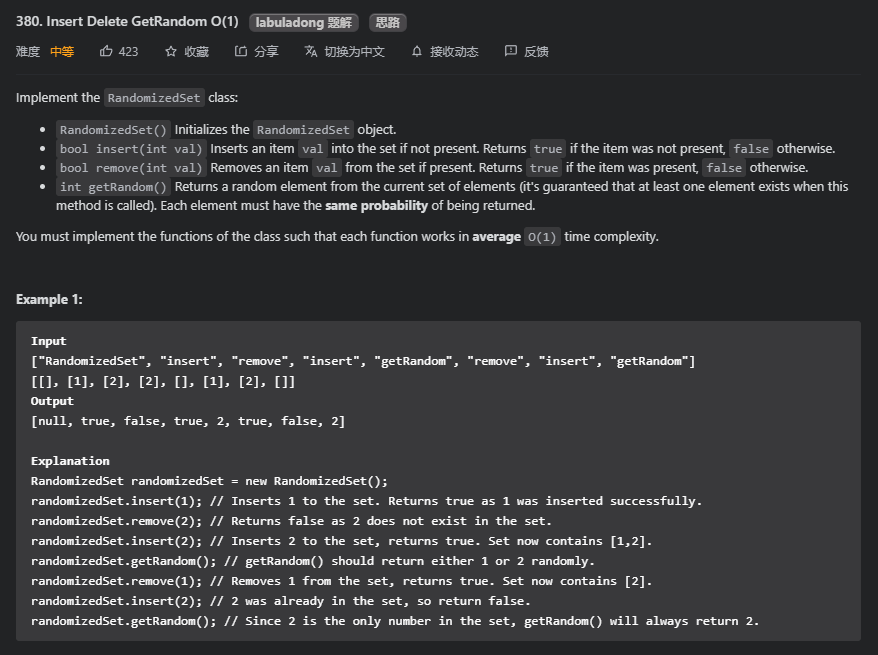 380. Insert Delete GetRandom O(1) labuladong 题解 思路
难度 中等 423 收藏 分享 切换为中文 接收动态 反馈
Implement the RandomizedSet class:
• RandomizedSet() Initializes the RandomizedSet object.
• bool insert(int val) Inserts an item val into the set if not present. Returns true if the item was not present, false otherwise.
• bool remove(int val) Removes an item val from the set if present. Returns true if the item was present, false otherwise.
• int getRandom() Returns a random element from the current set of elements (it's guaranteed that at least one element exists when this
method is called). Each element must have the same probability of being returned.
You must implement the functions of the class such that each function works in average O(1) time complexity.
Example 1:
Input
["RandomizedSet", "insert", "remove", "insert", "getRandom", "remove", "insert", "getRandom"]
[[], [1], [2], [2], [], [1], [2], []]
Output
[null, true, false, true, 2, true, false, 2]
Explanation
RandomizedSet randomizedSet = new RandomizedSet();
randomizedSet.insert(1); // Inserts 1 to the set. Returns true as 1 was inserted successfully.
randomizedSet.remove(2); // Returns false as 2 does not exist in the set.
randomizedSet.insert(2); // Inserts 2 to the set, returns true. Set now contains [1,2].
randomizedSet.getRandom(); // getRandom() should return either 1 or 2 randomly.
randomizedSet.remove(1); // Removes 1 from the set, returns true. Set now contains [2].
randomizedSet.insert(2); // 2 was already in the set, so return false.
randomizedSet.getRandom(); // Since 2 is the only number in the set, getRandom() will always return 2.